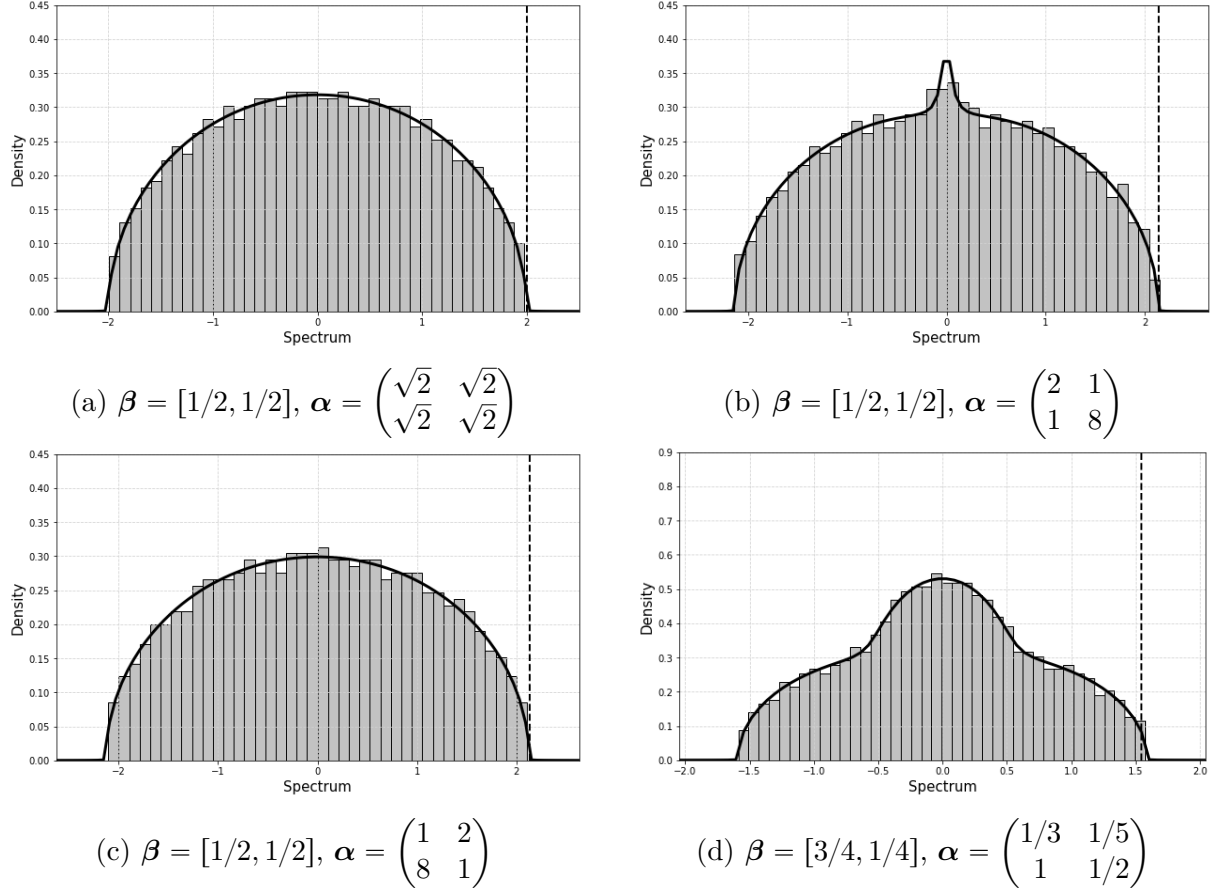 0.45
0.40
0.35
0.30
0.25
0.20
0.15
0.10
0.05
0.00
Density
−2 −1 0 1 2
Spectrum
(a) β = [1/2, 1/2], α = (√2 √2
√2 √2)
0.45
0.40
0.35
0.30
0.25
0.20
0.15
0.10
0.05
0.00
Density
−2 −1 0 1 2
Spectrum
(b) β = [1/2, 1/2], α = (2 1
1 8)
0.45
0.40
0.35
0.30
0.25
0.20
0.15
0.10
0.05
0.00
Density
−2 −1 0 1 2
Spectrum
(c) β = [1/2, 1/2], α = (1 2
8 1)
0.9
0.8
0.7
0.6
0.5
0.4
0.3
0.2
0.1
0.0
Density
−2.0 −1.5 −1.0 −0.5 0.0 0.5 1.0 1.5 2.0
Spectrum
(d) β = [3/4, 1/4], α = (1/3 1/5
1 1/2)